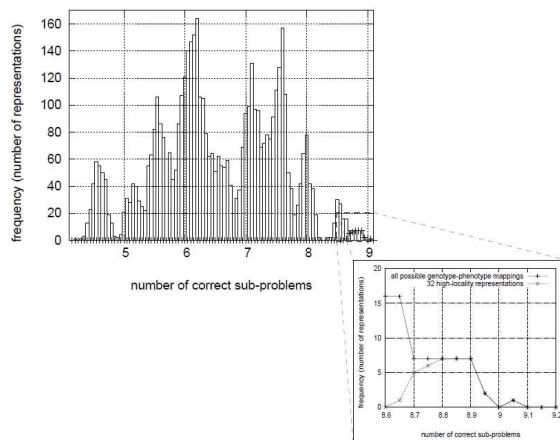 160
140
120
100
80
60
40
20
0
frequency (number of representations)
5 6 7 8 9
number of correct sub-problems
20
15
10
5
0
frequency (number of representations)
all possible genotype-phenotype mappings
32 high-locality representations
8.6 8.7 8.8 8.9 9 9.1 9.2
number of correct sub-problems